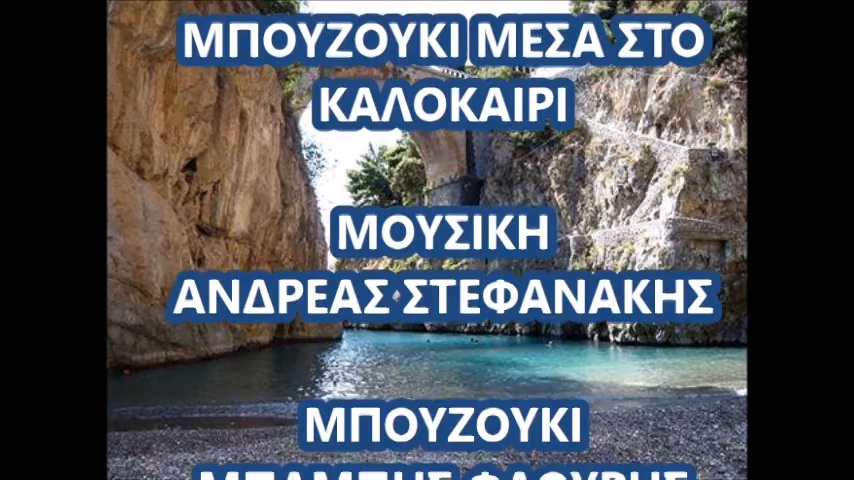 ΜΠΟΥΖΟΥΚΙ ΜΕΣΑ ΣΤΟ
ΚΑΛΟΚΑΙΡΙ
ΜΟΥΣΙΚΗ
ΑΝΔΡΕΑΣ ΣΤΕΦΑΝΑΚΗΣ
ΜΠΟΥΖΟΥΚΙ